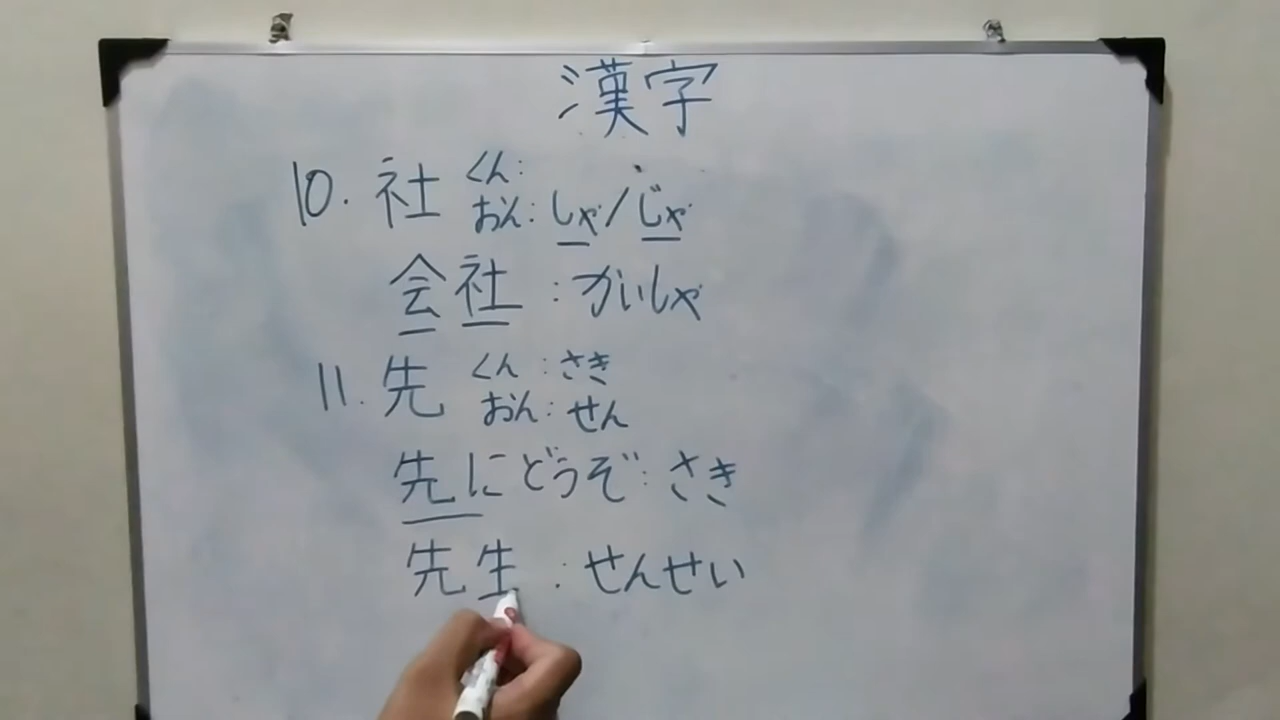 漢字
10. 社 くん:
おん: しゃ/じゃ
会社 : かいしゃ
11. 先 くん : さき
おん : せん
先にどうぞ: さき
先生 : せんせい